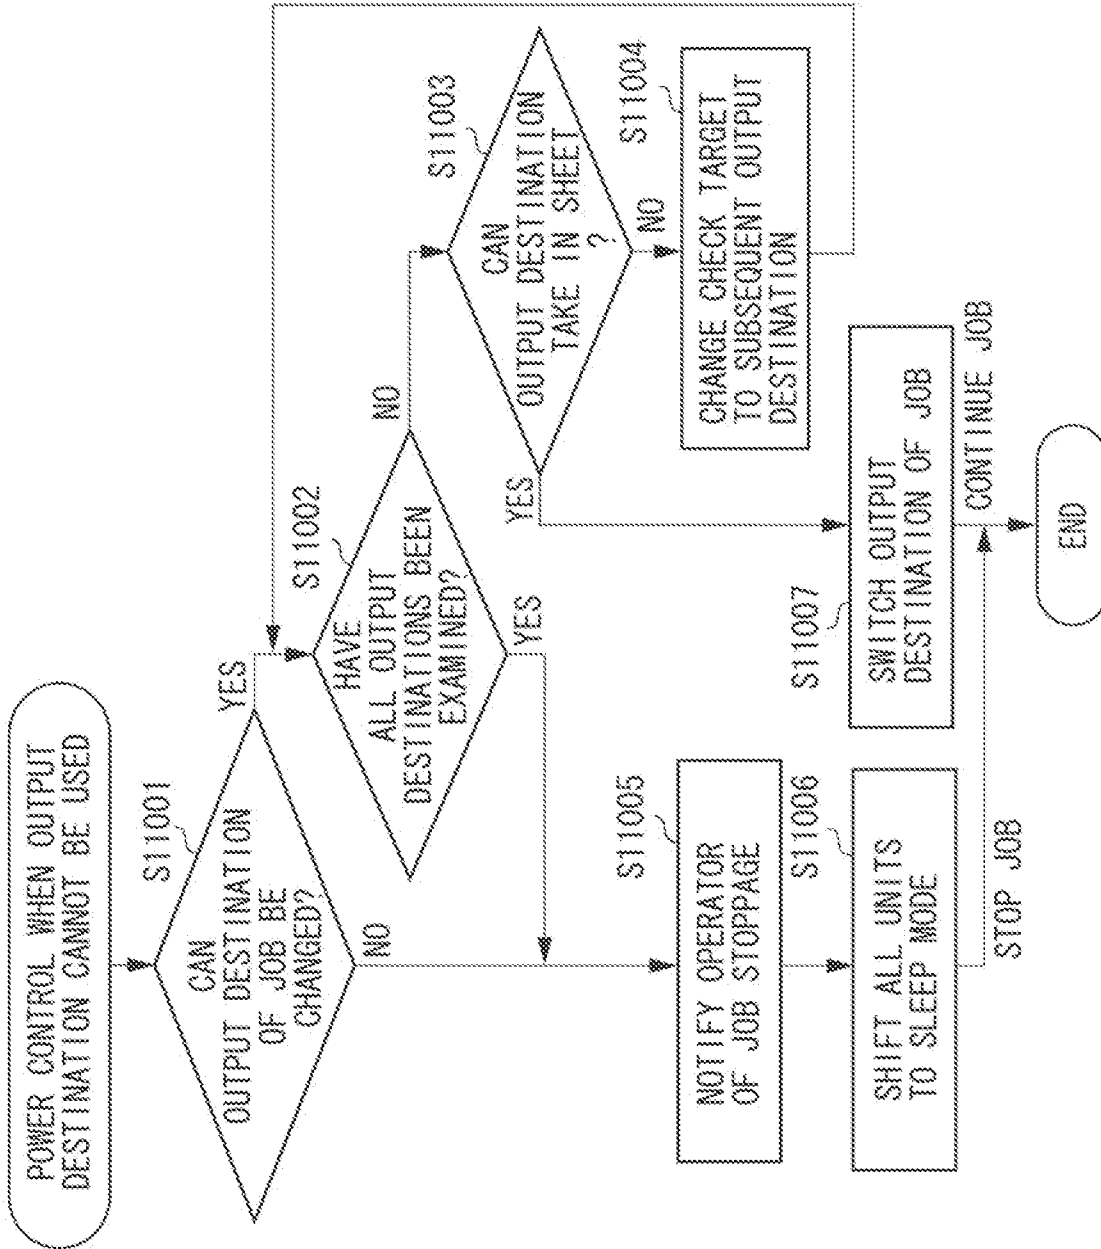 POWER CONTROL WHEN OUTPUT
DESTINATION CANNOT BE USED
S11001
CAN
OUTPUT DESTINATION
OF JOB BE
CHANGED?
YES
NO
S11002
HAVE
ALL OUTPUT
DESTINATIONS BEEN
EXAMINED?
NO
YES
S11003
CAN
OUTPUT DESTINATION
TAKE IN SHEET
?
YES
NO
S11004
CHANGE CHECK TARGET
TO SUBSEQUENT OUTPUT
DESTINATION
S11005
NOTIFY OPERATOR
OF JOB STOPPAGE
S11006
SHIFT ALL UNITS
TO SLEEP MODE
STOP JOB
S11007
SWITCH OUTPUT
DESTINATION OF JOB
CONTINUE JOB
END